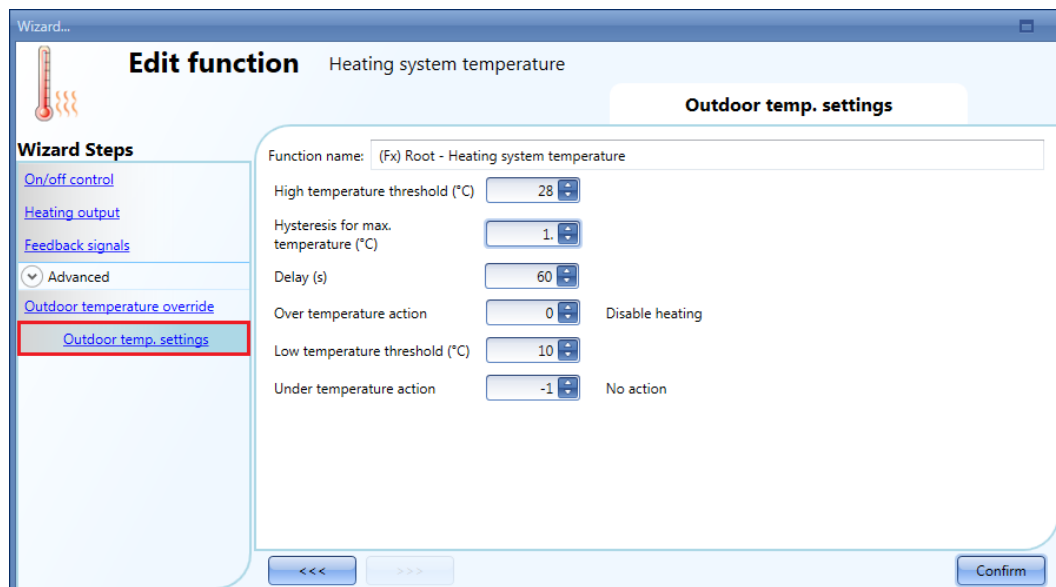 Wizard...
Edit function
Heating system temperature
Outdoor temp. settings
Wizard Steps
On/off control
Heating output
Feedback signals
Advanced
Outdoor temperature override
Outdoor temp. settings
Function name: (Fx) Root - Heating system temperature
High temperature threshold (°C) 28
Hysteresis for max.
temperature (°C) 1.
Delay (s) 60
Over temperature action 0 Disable heating
Low temperature threshold (°C) 10
Under temperature action -1 No action
<<< >>> Confirm